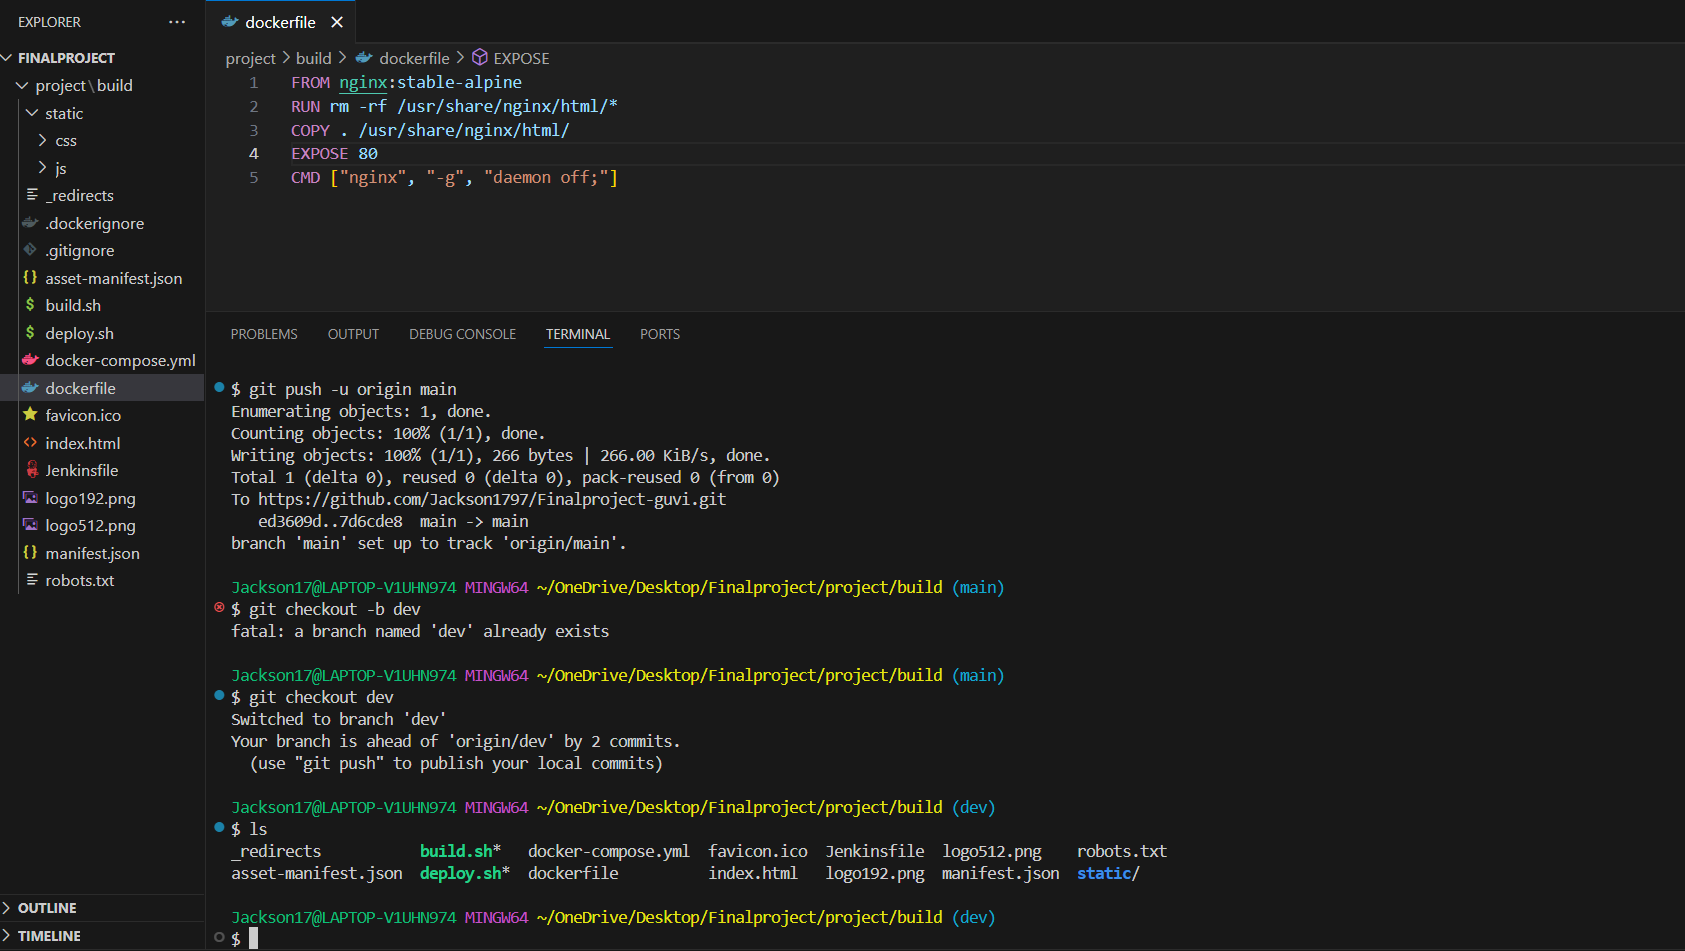 EXPLORER
FINALPROJECT
project\build
static
css
js
_redirects
.dockerignore
.gitignore
asset-manifest.json
build.sh
deploy.sh
docker-compose.yml
dockerfile
favicon.ico
index.html
Jenkinsfile
logo192.png
logo512.png
manifest.json
robots.txt
OUTLINE
TIMELINE
dockerfile
project > build > dockerfile > EXPOSE
1 FROM nginx:stable-alpine
2 RUN rm -rf /usr/share/nginx/html/*
3 COPY . /usr/share/nginx/html/
4 EXPOSE 80
5 CMD ["nginx", "-g", "daemon off;"]
PROBLEMS OUTPUT DEBUG CONSOLE TERMINAL PORTS
$ git push -u origin main
Enumerating objects: 1, done.
Counting objects: 100% (1/1), done.
Writing objects: 100% (1/1), 266 bytes | 266.00 KiB/s, done.
Total 1 (delta 0), reused 0 (delta 0), pack-reused 0 (from 0)
To https://github.com/Jackson1797/Finalproject-guvi.git
ed3609d..7d6cde8 main -> main
branch 'main' set up to track 'origin/main'.
Jackson17@LAPTOP-V1UHN974 MINGW64 ~/OneDrive/Desktop/Finalproject/project/build (main)
$ git checkout -b dev
fatal: a branch named 'dev' already exists
Jackson17@LAPTOP-V1UHN974 MINGW64 ~/OneDrive/Desktop/Finalproject/project/build (main)
$ git checkout dev
Switched to branch 'dev'
Your branch is ahead of 'origin/dev' by 2 commits.
(use "git push" to publish your local commits)
Jackson17@LAPTOP-V1UHN974 MINGW64 ~/OneDrive/Desktop/Finalproject/project/build (dev)
$ ls
_redirects build.sh* docker-compose.yml favicon.ico Jenkinsfile logo512.png robots.txt
asset-manifest.json deploy.sh* dockerfile index.html logo192.png manifest.json static/
Jackson17@LAPTOP-V1UHN974 MINGW64 ~/OneDrive/Desktop/Finalproject/project/build (dev)
$